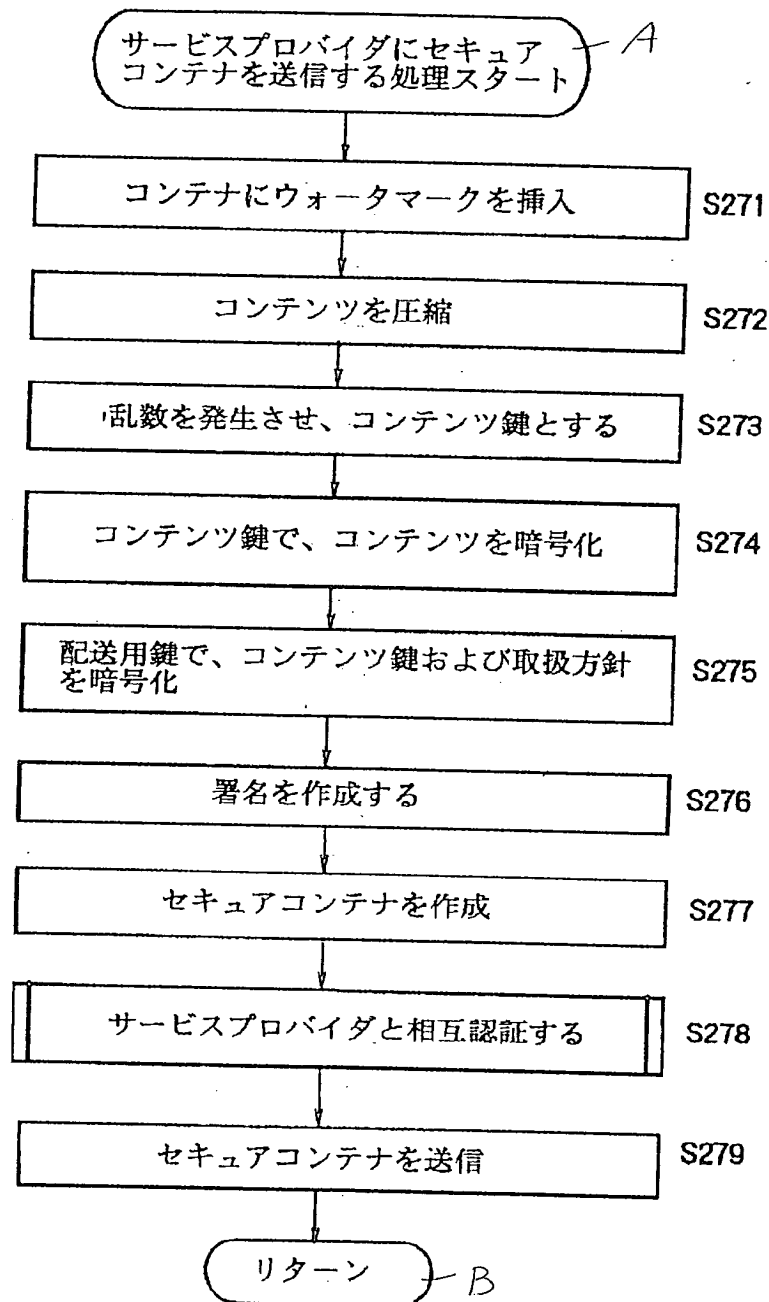 サービスプロバイダにセキュア
コンテナを送信する処理スタート
A
コンテナにウォータマークを挿入
S271
コンテンツを圧縮
S272
乱数を発生させ、コンテンツ鍵とする
S273
コンテンツ鍵で、コンテンツを暗号化
S274
配送用鍵で、コンテンツ鍵および取扱方針
を暗号化
S275
署名を作成する
S276
セキュアコンテナを作成
S277
サービスプロバイダと相互認証する
S278
セキュアコンテナを送信
S279
リターン
B